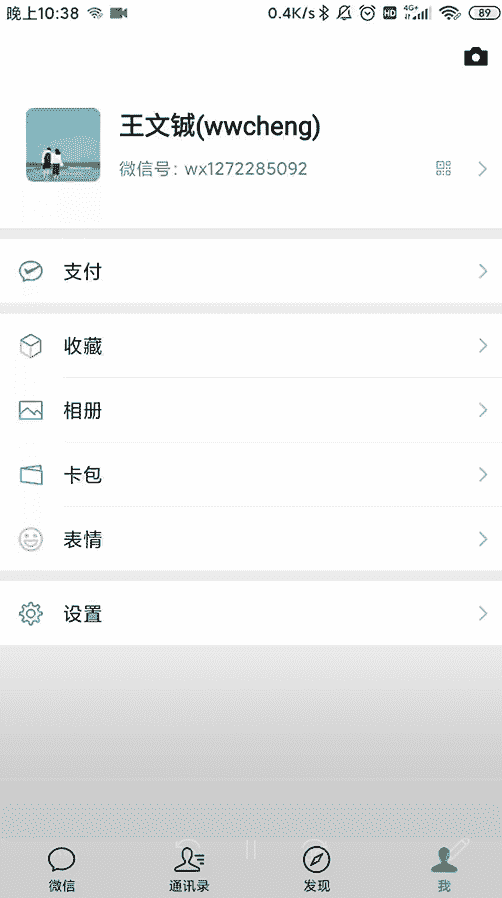 晚上10:38
0.4K/s
HD
4G+
89
王文铖(wwcheng)
微信号：wx1272285092
支付
收藏
相册
卡包
表情
设置
微信
通讯录
发现
我